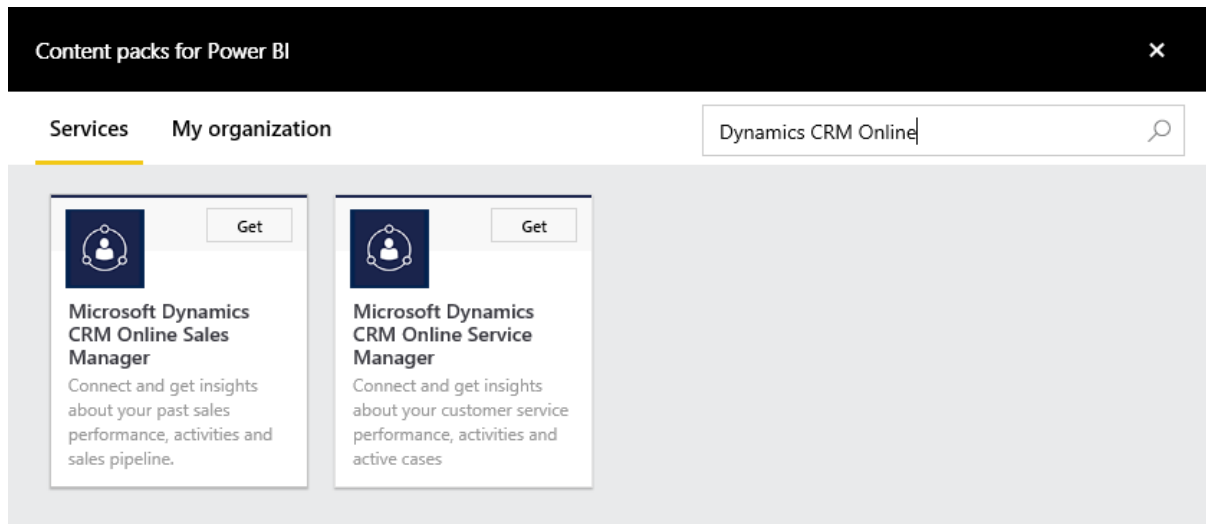 Content packs for Power BI
Services
My organization
Dynamics CRM Online
Get
Microsoft Dynamics
CRM Online Sales
Manager
Connect and get insights
about your past sales
performance, activities and
sales pipeline.
Get
Microsoft Dynamics
CRM Online Service
Manager
Connect and get insights
about your customer service
performance, activities and
active cases